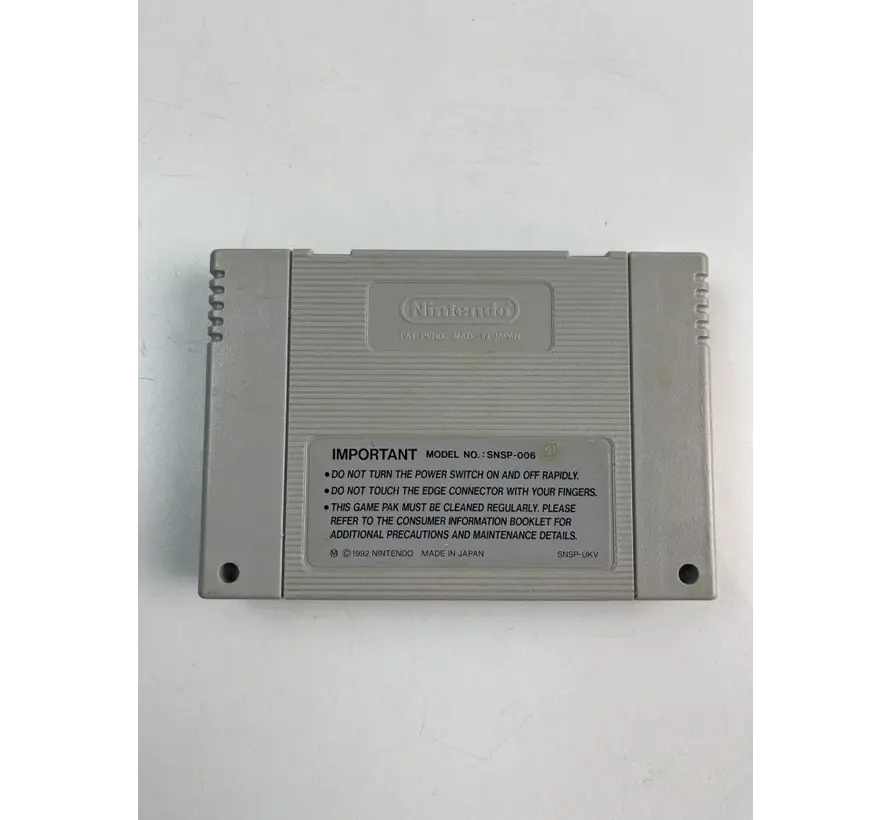 Nintendo
PAT. PEND. MADE IN JAPAN
IMPORTANT MODEL NO.: SNSP-006
• DO NOT TURN THE POWER SWITCH ON AND OFF RAPIDLY.
• DO NOT TOUCH THE EDGE CONNECTOR WITH YOUR FINGERS.
• THIS GAME PAK MUST BE CLEANED REGULARLY. PLEASE
REFER TO THE CONSUMER INFORMATION BOOKLET FOR
ADDITIONAL PRECAUTIONS AND MAINTENANCE DETAILS.
Ⓜ ©1992 NINTENDO MADE IN JAPAN SNSP-UKV